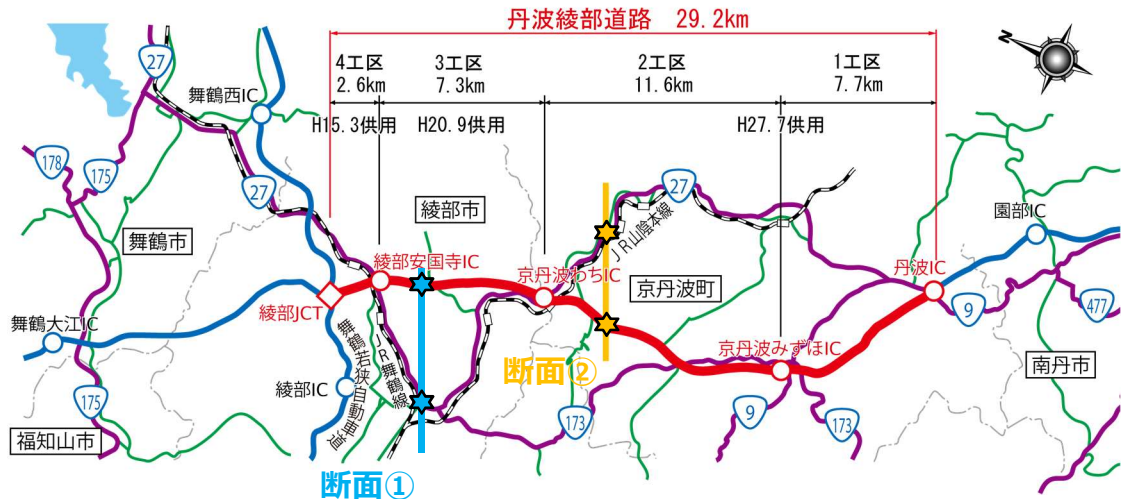 丹波綾部道路 29.2km
4工区
2.6km
3工区
7.3km
2工区
11.6km
1工区
7.7km
H15.3供用
H20.9供用
H27.7供用
N
27
舞鶴西IC
178
175
27
舞鶴市
綾部市
27
JR山陰本線
園部IC
綾部安国寺IC
京丹波わちIC
京丹波町
丹波IC
綾部JCT
9
477
舞鶴大江IC
舞鶴若狭自動車道
JR舞鶴線
断面②
京丹波みずほIC
南丹市
綾部IC
175
173
9
173
福知山市
断面①